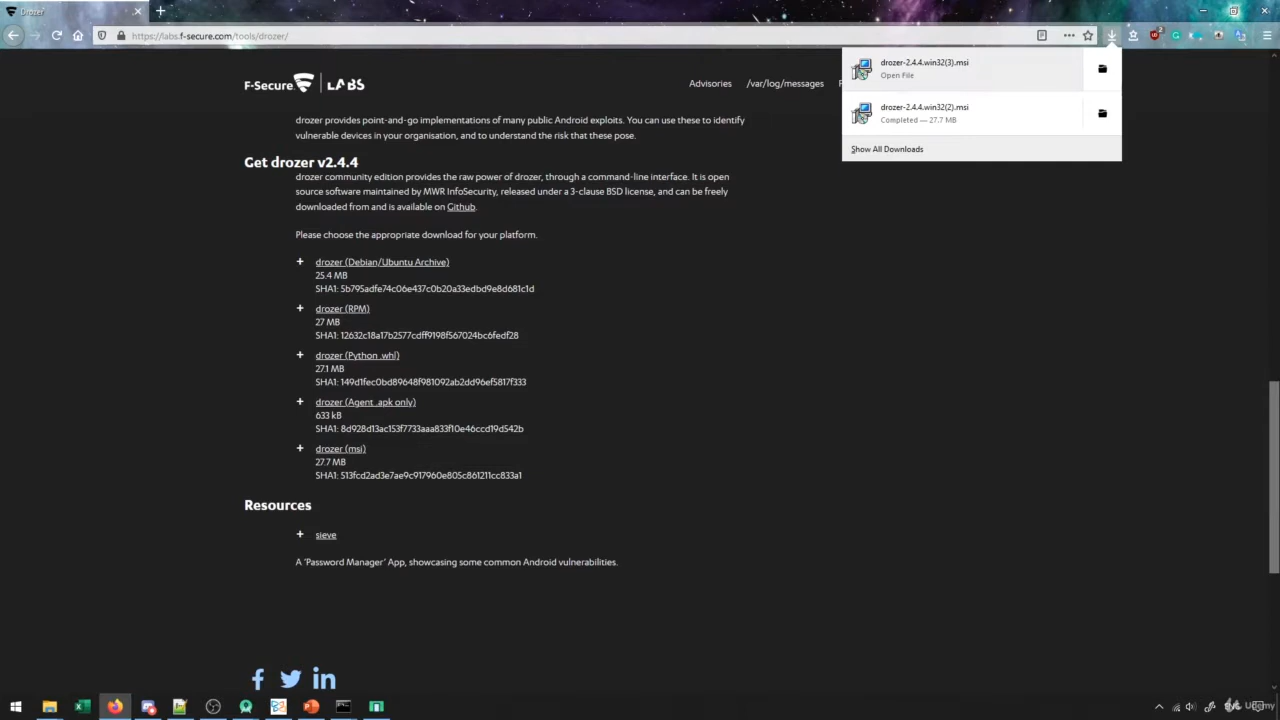 Drozer
https://labs.f-secure.com/tools/drozer/
drozer-2.4.4.win32(3).msi
Open File
drozer-2.4.4.win32(2).msi
Completed — 27.7 MB
Show All Downloads
F-Secure LABS
Advisories /var/log/messages
drozer provides point-and-go implementations of many public Android exploits. You can use these to identify
vulnerable devices in your organisation, and to understand the risk that these pose.
Get drozer v2.4.4
drozer community edition provides the raw power of drozer, through a command-line interface. It is open
source software maintained by MWR InfoSecurity, released under a 3-clause BSD license, and can be freely
downloaded from and is available on Github.
Please choose the appropriate download for your platform.
+ drozer (Debian/Ubuntu Archive)
25.4 MB
SHA1: 5b795adfe74c06e437c0b20a33edbd9e8d681c1d
+ drozer (RPM)
27 MB
SHA1: 12632c18a17b2577cdff9198f567024bc6fedf28
+ drozer (Python .whl)
27.1 MB
SHA1: 149d1fec0bd89648f981092ab2dd96ef5817f333
+ drozer (Agent .apk only)
633 kB
SHA1: 8d928d13ac153f7733aaa833f10e46ccd19d542b
+ drozer (msi)
27.7 MB
SHA1: 513fcd2ad3e7ae9c917960e805c861211cc833a1
Resources
+ sieve
A 'Password Manager' App, showcasing some common Android vulnerabilities.
Udemy